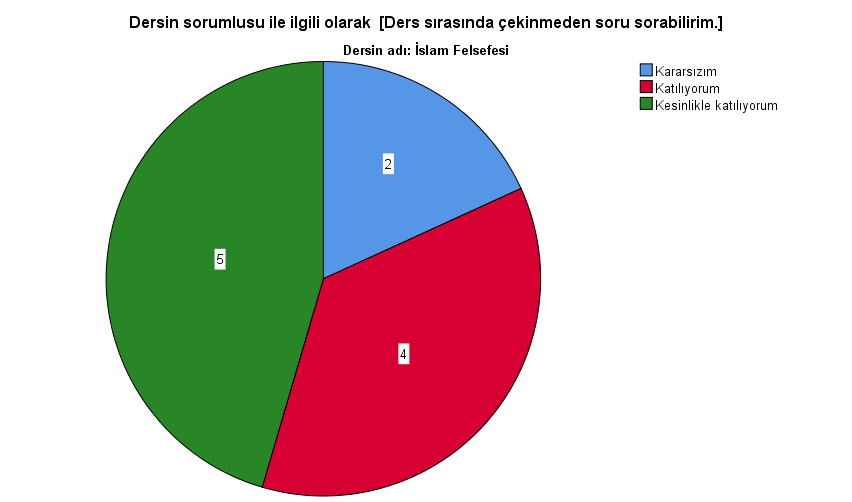 Dersin sorumlusu ile ilgili olarak [Ders sırasında çekinmeden soru sorabilirim.]
Dersin adı: İslam Felsefesi
Kararsızım
Katılıyorum
Kesinlikle katılıyorum
2
5
4